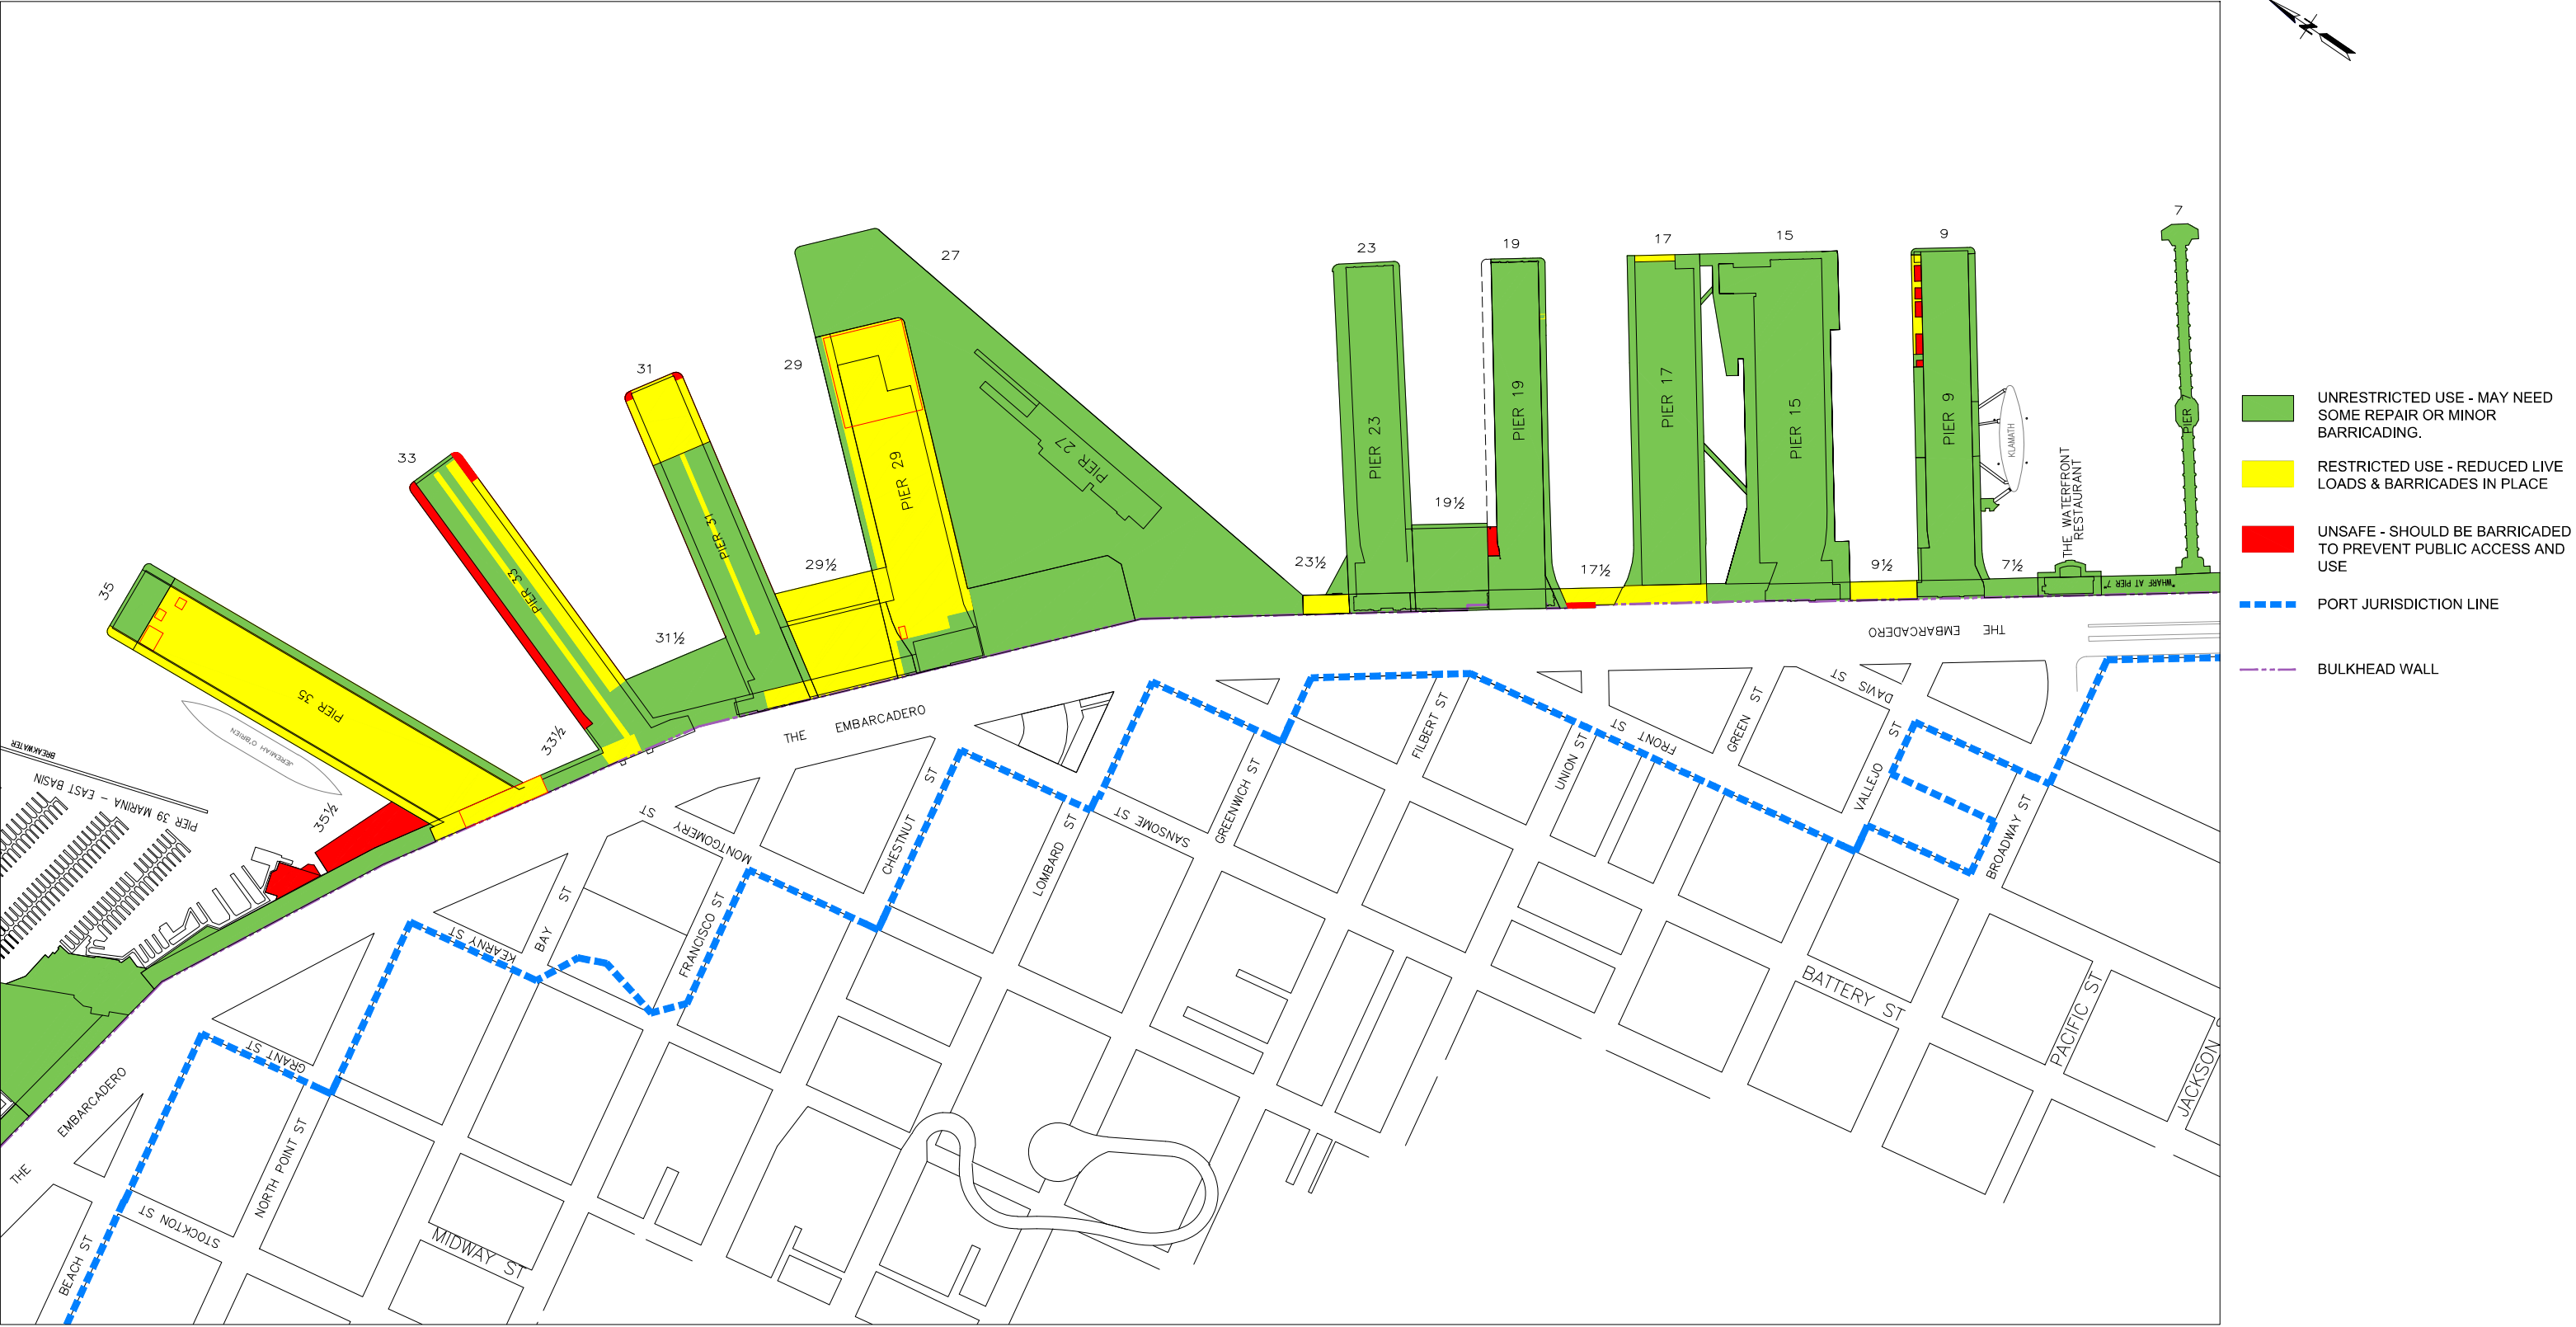 N
7
27
15
17
9
23
19
29
31
33
35
UNRESTRICTED USE - MAY NEED
SOME REPAIR OR MINOR
BARRICADING.
RESTRICTED USE - REDUCED LIVE
LOADS & BARRICADES IN PLACE
UNSAFE - SHOULD BE BARRICADED
TO PREVENT PUBLIC ACCESS AND
USE
PORT JURISDICTION LINE
BULKHEAD WALL
PIER 35
PIER 33
PIER 31
PIER 29
PIER 27
PIER 23
PIER 19
PIER 17
PIER 15
PIER 9
PIER 7
KLAMATH
THE WATERFRONT
RESTAURANT
"WHARF AT PIER 7"
35½
33½
31½
29½
23½
19½
17½
9½
7½
JEREMIAH O'BRIEN
BREAKWATER
PIER 39 MARINA - EAST BASIN
THE EMBARCADERO
THE EMBARCADERO
THE EMBARCADERO
BEACH ST
STOCKTON ST
NORTH POINT ST
GRANT ST
MIDWAY ST
KEARNY ST
BAY ST
FRANCISCO ST
MONTGOMERY ST
CHESTNUT ST
LOMBARD ST
SANSOME ST
GREENWICH ST
FILBERT ST
UNION ST
FRONT ST
GREEN ST
DAVIS ST
VALLEJO ST
BROADWAY ST
BATTERY ST
PACIFIC ST
JACKSON S